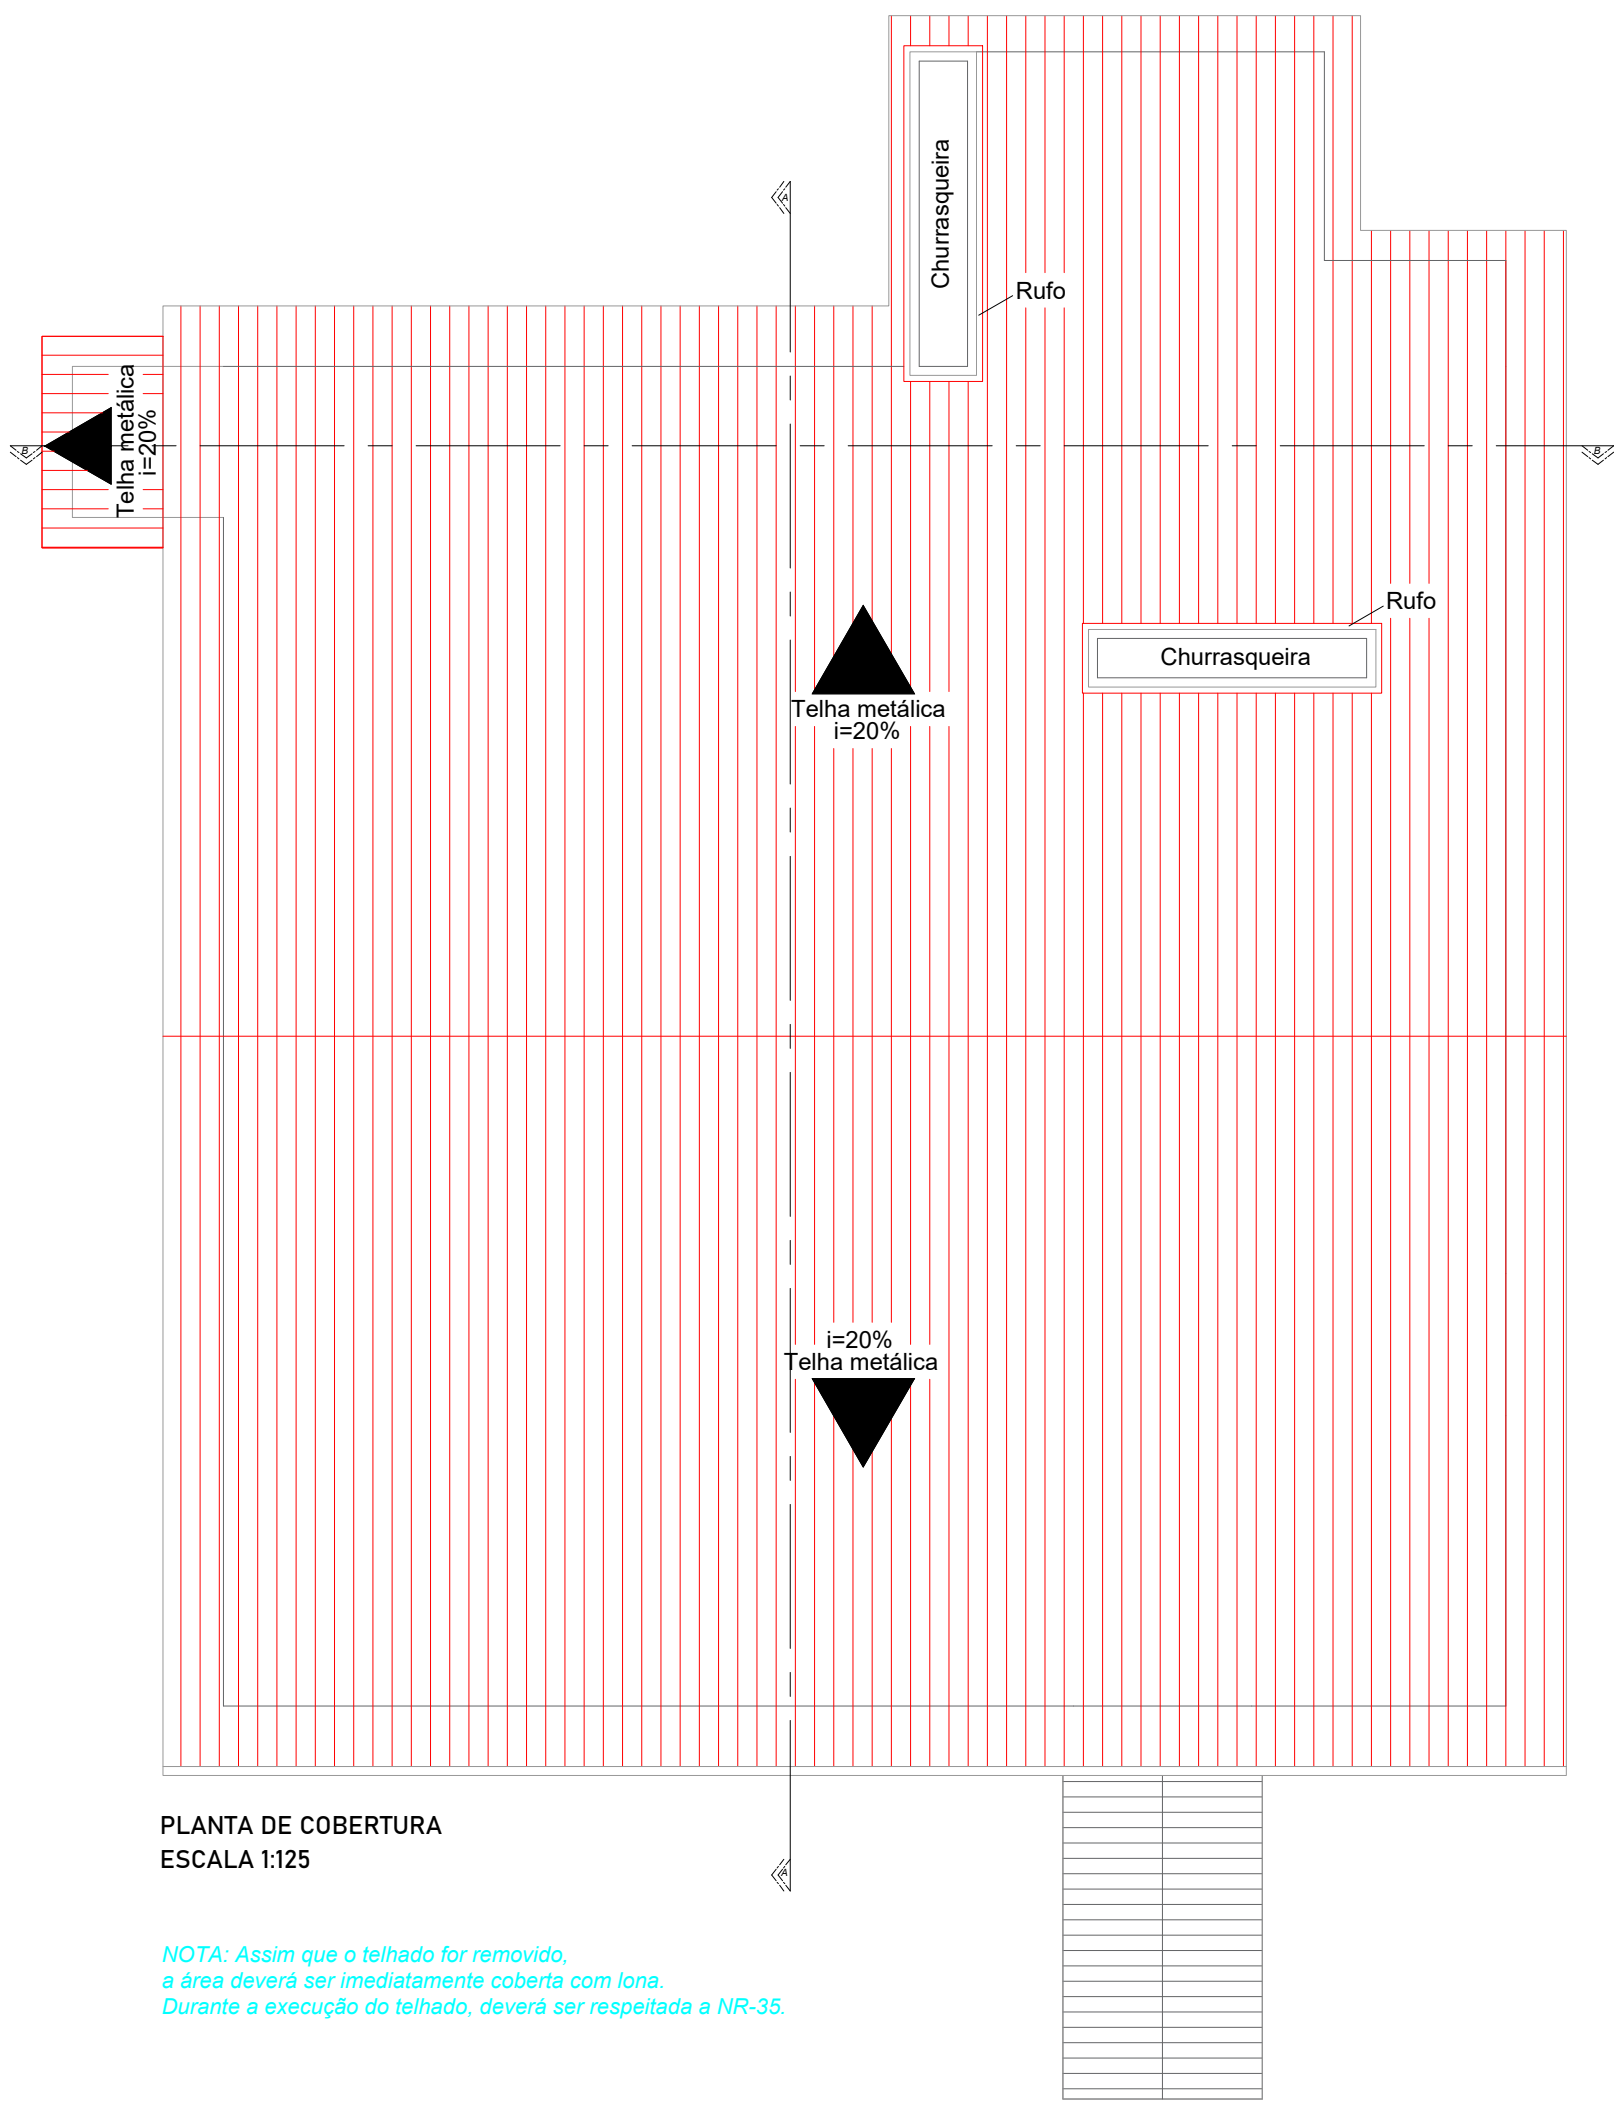 Churrasqueira
A
Rufo
Telha metálica
i=20%
B
B
Rufo
Churrasqueira
Telha metálica
i=20%
i=20%
Telha metálica
PLANTA DE COBERTURA
ESCALA 1:125
A
NOTA: Assim que o telhado for removido,
a área deverá ser imediatamente coberta com lona.
Durante a execução do telhado, deverá ser respeitada a NR-35.